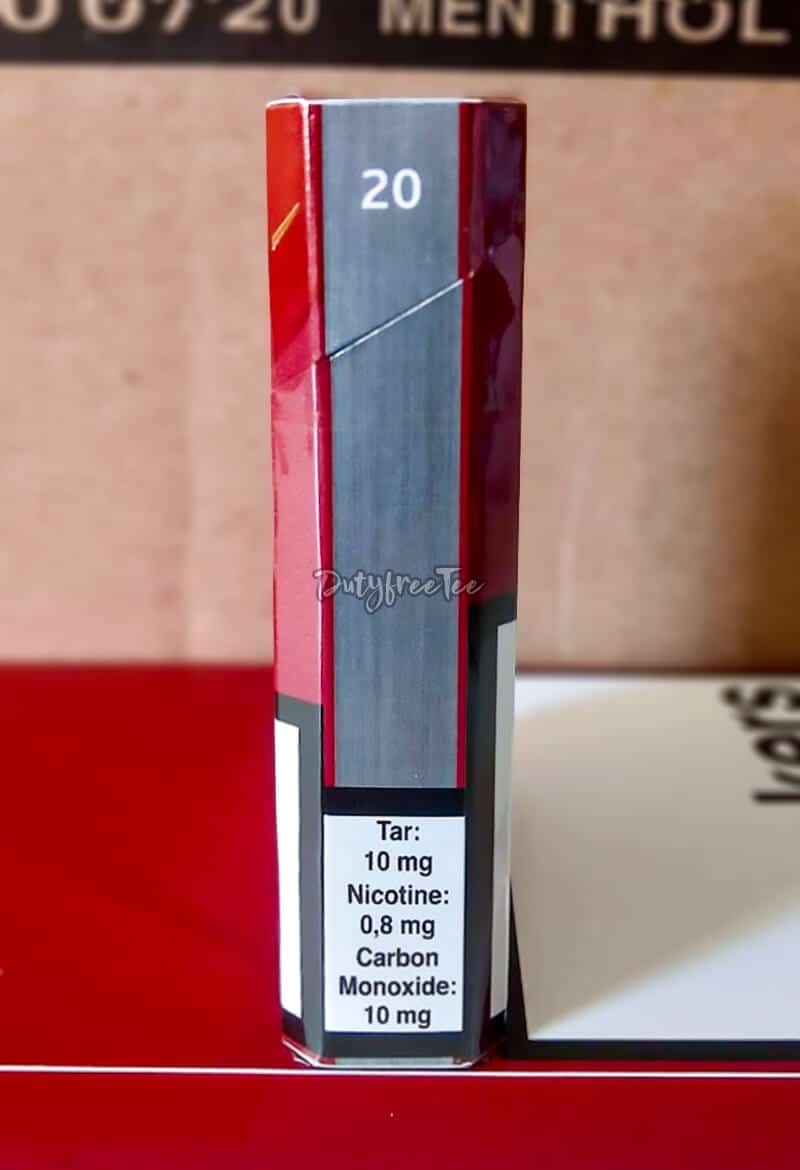 MENTHOL
20
DutyfreeTee
Tar:
10 mg
Nicotine:
0,8 mg
Carbon
Monoxide:
10 mg